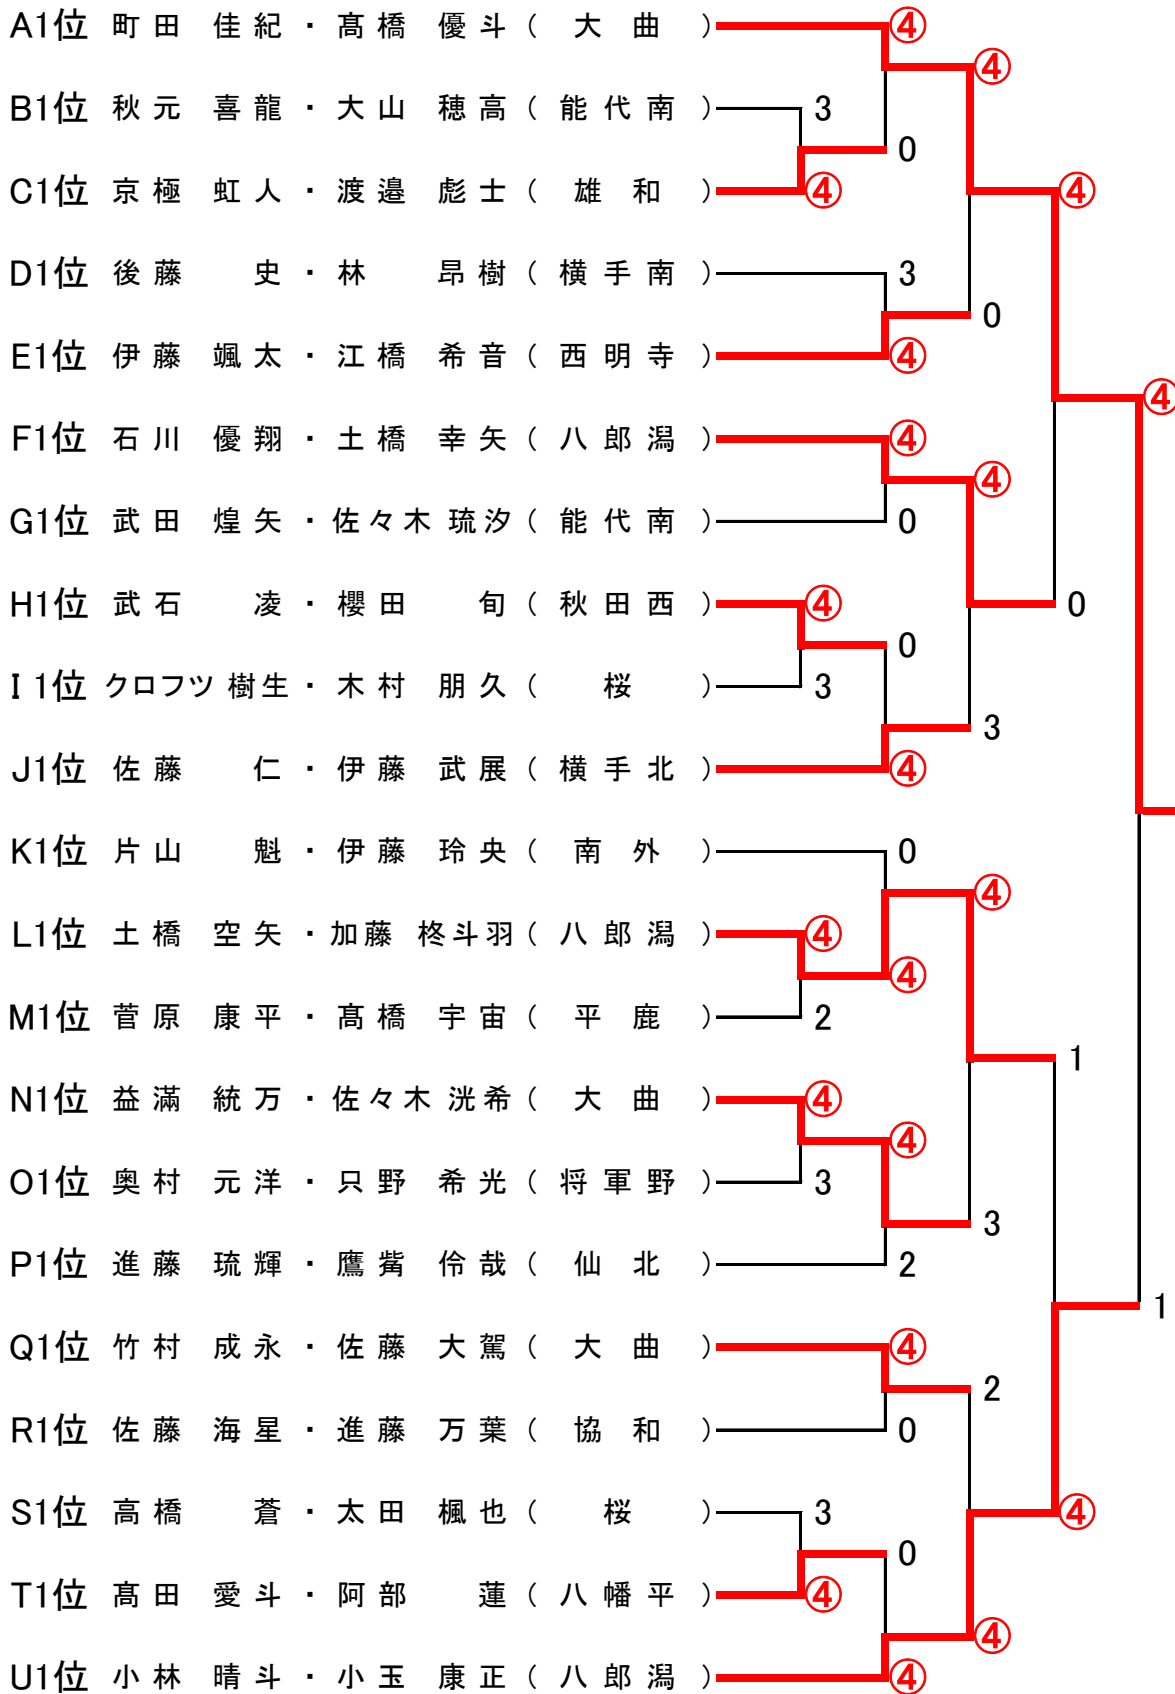 A1位 町田 佳紀・髙橋 優斗(大曲) ④
④
B1位 秋元 喜龍・大山 穂高(能代南) 3
0
C1位 京極 虹人・渡邉 彪士(雄和) ④ ④
D1位 後藤 史・林 昂樹(横手南) 3
0
E1位 伊藤 颯太・江橋 希音(西明寺) ④
④
F1位 石川 優翔・土橋 幸矢(八郎潟) ④
④
G1位 武田 煌矢・佐々木 琉汐(能代南) 0
H1位 武石 凌・櫻田 旬(秋田西) ④ 0
0
I1位 クロフツ 樹生・木村 朋久(桜) 3
3
J1位 佐藤 仁・伊藤 武展(横手北) ④
K1位 片山 魁・伊藤 玲央(南外) 0
④
L1位 土橋 空矢・加藤 柊斗羽(八郎潟) ④
④
M1位 菅原 康平・髙橋 宇宙(平鹿) 2
1
N1位 益満 統万・佐々木 洸希(大曲) ④
④
O1位 奥村 元洋・只野 希光(将軍野) 3
3
P1位 進藤 琉輝・鷹觜 伶哉(仙北) 2
1
Q1位 竹村 成永・佐藤 大駕(大曲) ④
2
R1位 佐藤 海星・進藤 万葉(協和) 0
S1位 高橋 蒼・太田 楓也(桜) 3 ④
0
T1位 髙田 愛斗・阿部 蓮(八幡平) ④
④
U1位 小林 晴斗・小玉 康正(八郎潟) ④